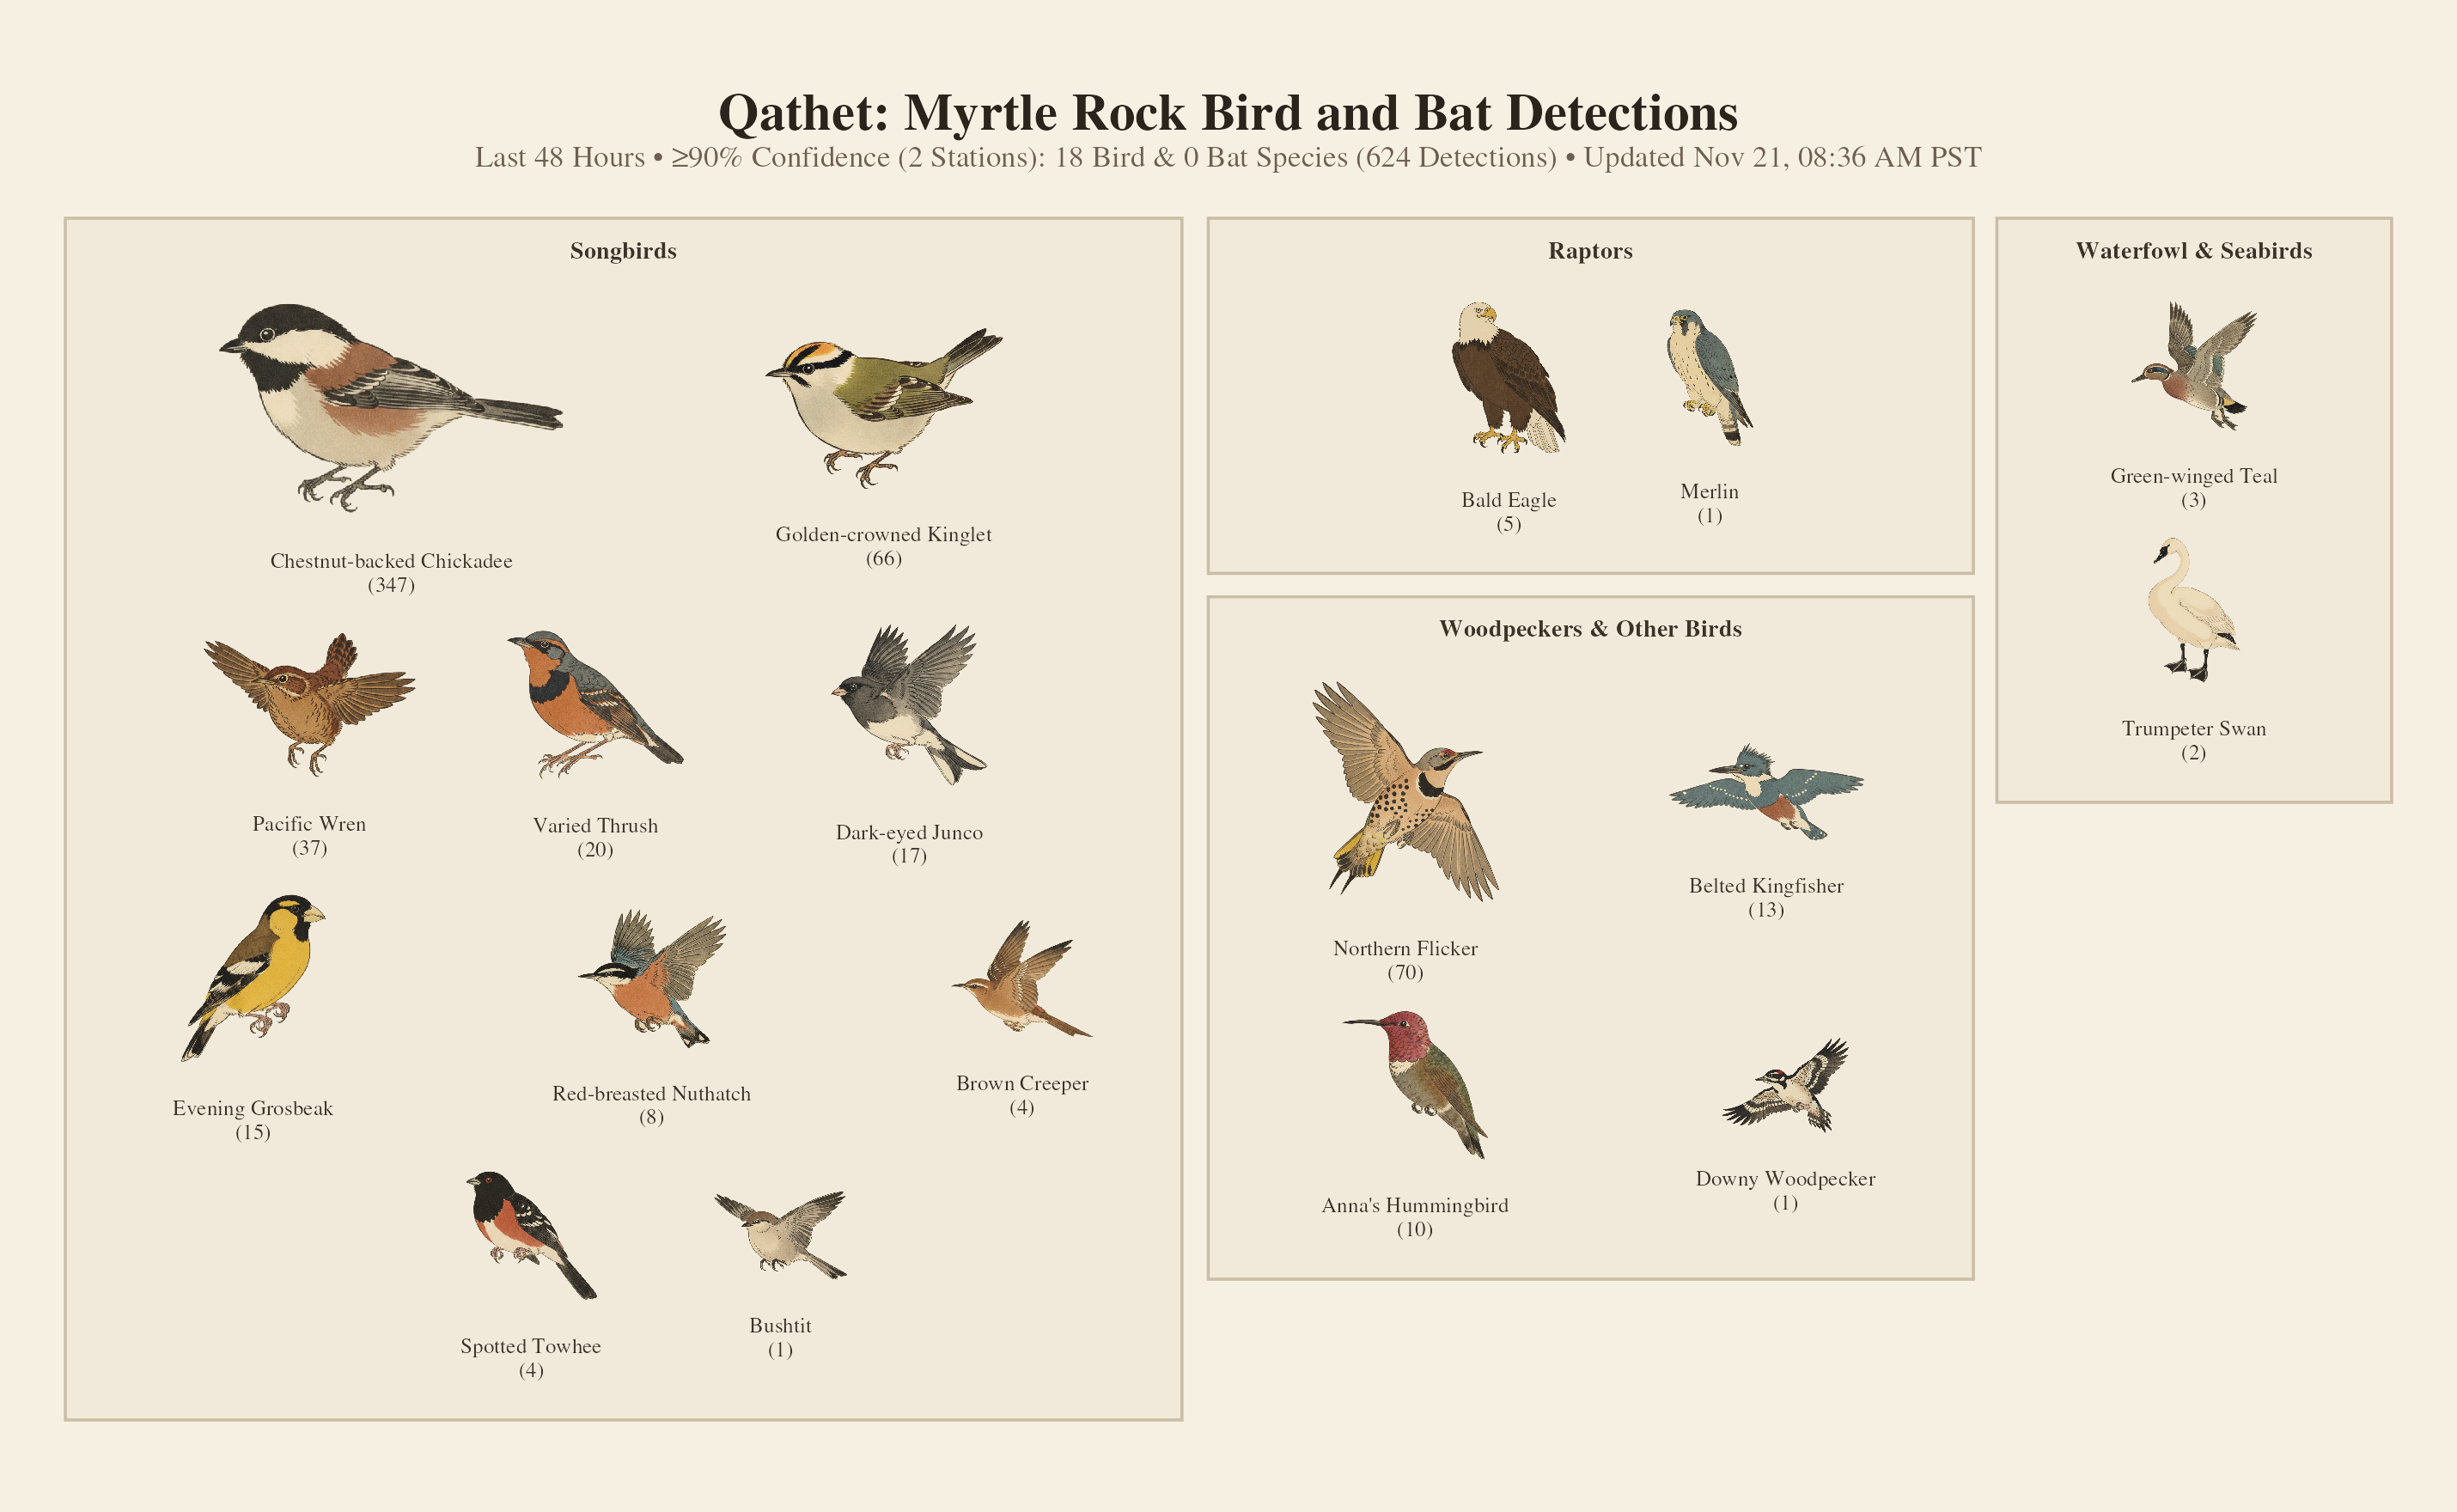 Qathet: Myrtle Rock Bird and Bat Detections
Last 48 Hours • ≥90% Confidence (2 Stations): 18 Bird & 0 Bat Species (624 Detections) • Updated Nov 21, 08:36 AM PST
Songbirds
Chestnut-backed Chickadee
(347)
Golden-crowned Kinglet
(66)
Pacific Wren
(37)
Varied Thrush
(20)
Dark-eyed Junco
(17)
Evening Grosbeak
(15)
Red-breasted Nuthatch
(8)
Brown Creeper
(4)
Spotted Towhee
(4)
Bushtit
(1)
Raptors
Bald Eagle
(5)
Merlin
(1)
Woodpeckers & Other Birds
Northern Flicker
(70)
Belted Kingfisher
(13)
Anna's Hummingbird
(10)
Downy Woodpecker
(1)
Waterfowl & Seabirds
Green-winged Teal
(3)
Trumpeter Swan
(2)